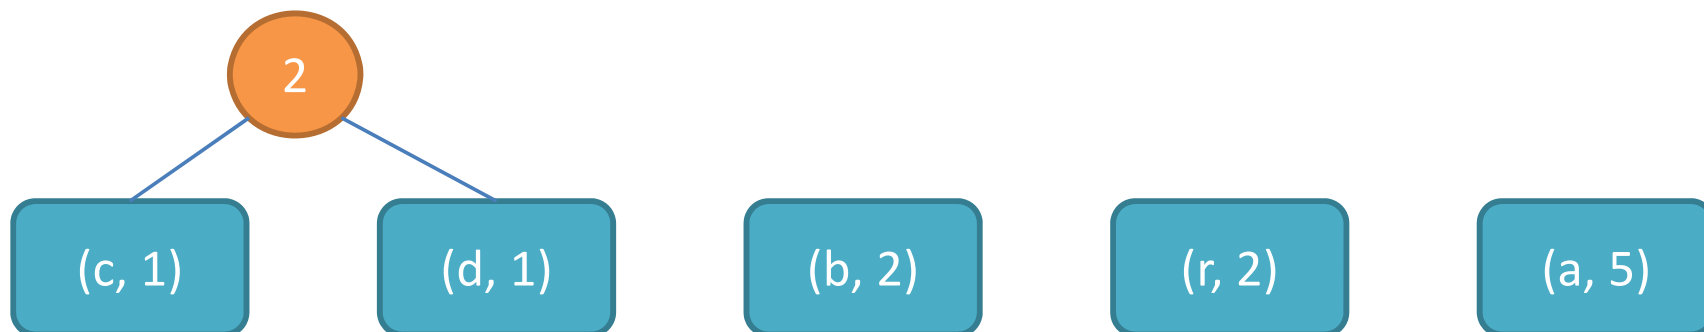 2
(c, 1)
(d, 1)
(b, 2)
(r, 2)
(a, 5)